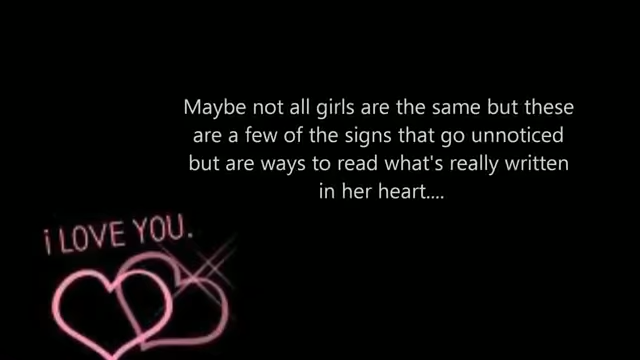 Maybe not all girls are the same but these
are a few of the signs that go unnoticed
but are ways to read what's really written
in her heart....
i LOVE YOU.